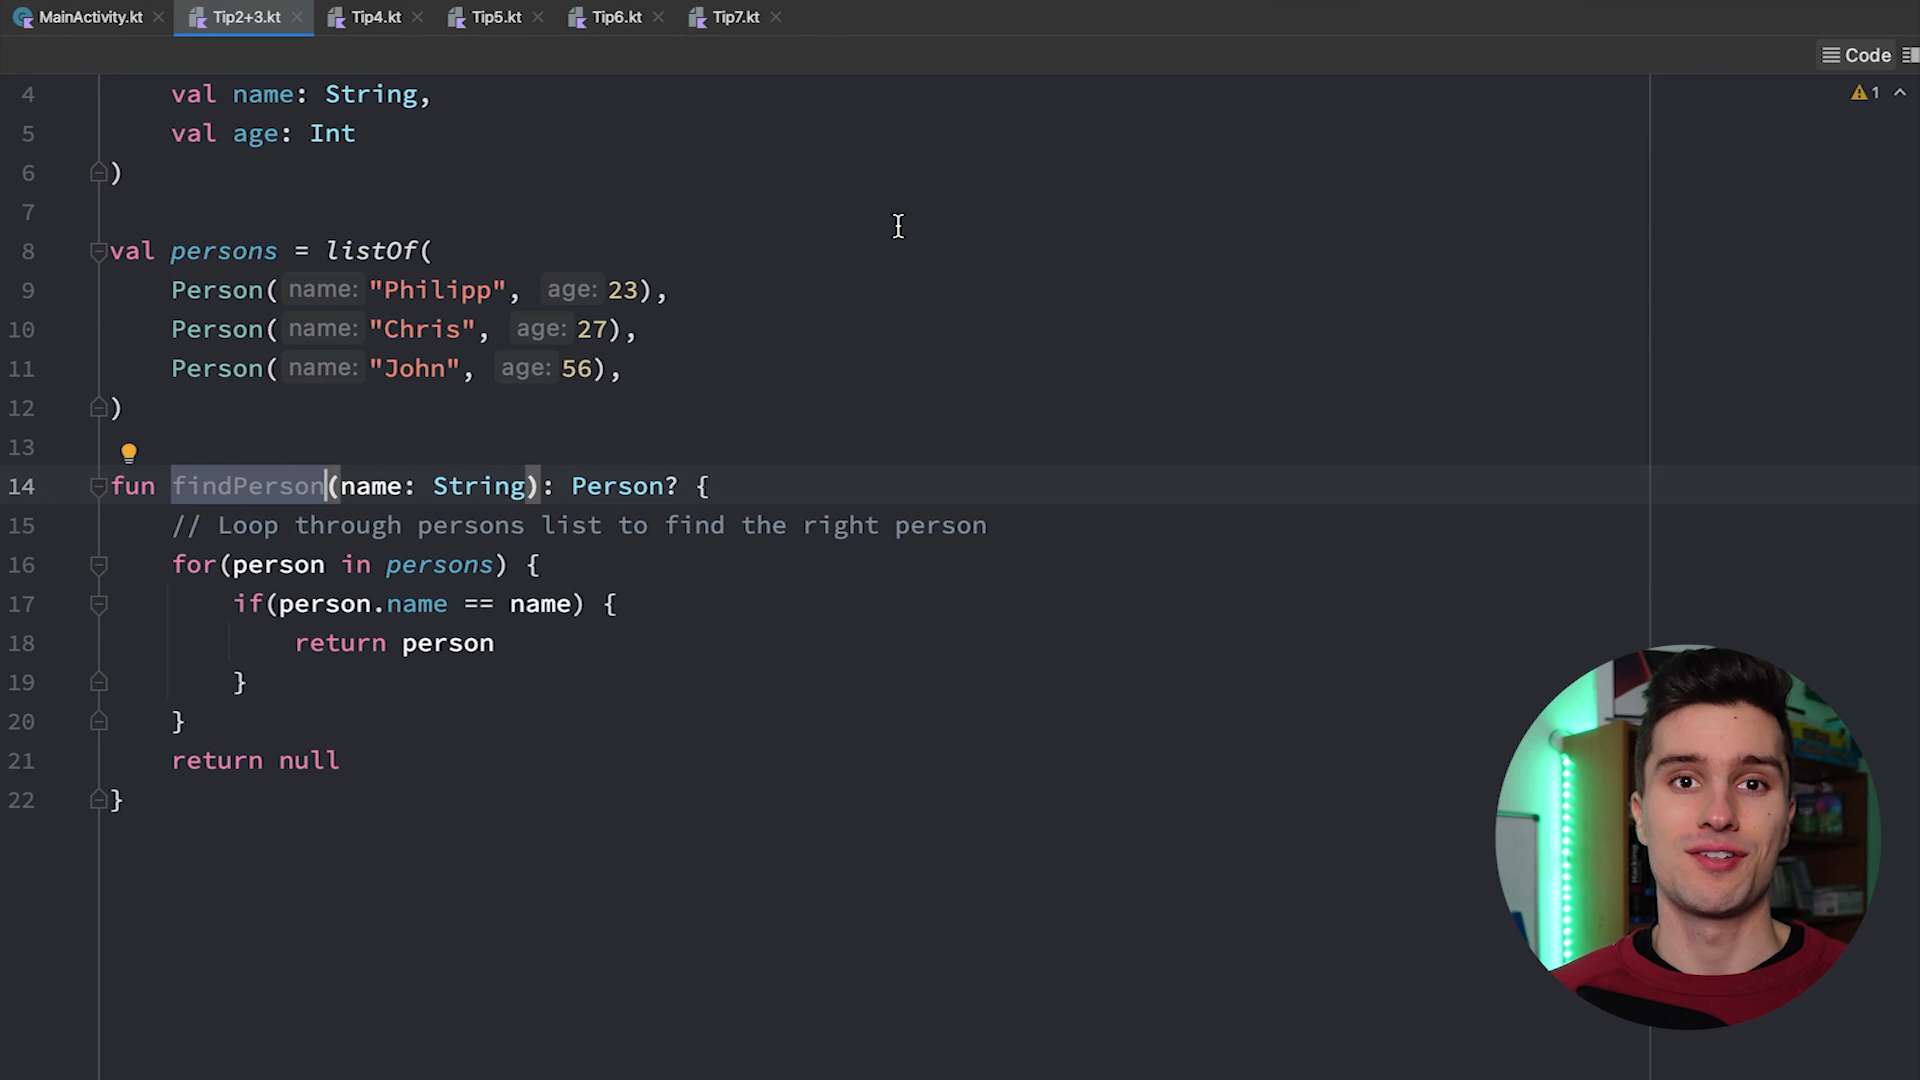 MainActivity.kt
Tip2+3.kt
Tip4.kt
Tip5.kt
Tip6.kt
Tip7.kt
Code
1
4 val name: String,
5 val age: Int
6 )
7
8 val persons = listOf(
9 Person( name: "Philipp", age: 23),
10 Person( name: "Chris", age: 27),
11 Person( name: "John", age: 56),
12 )
13
14 fun findPerson(name: String): Person? {
15 // Loop through persons list to find the right person
16 for(person in persons) {
17 if(person.name == name) {
18 return person
19 }
20 }
21 return null
22 }